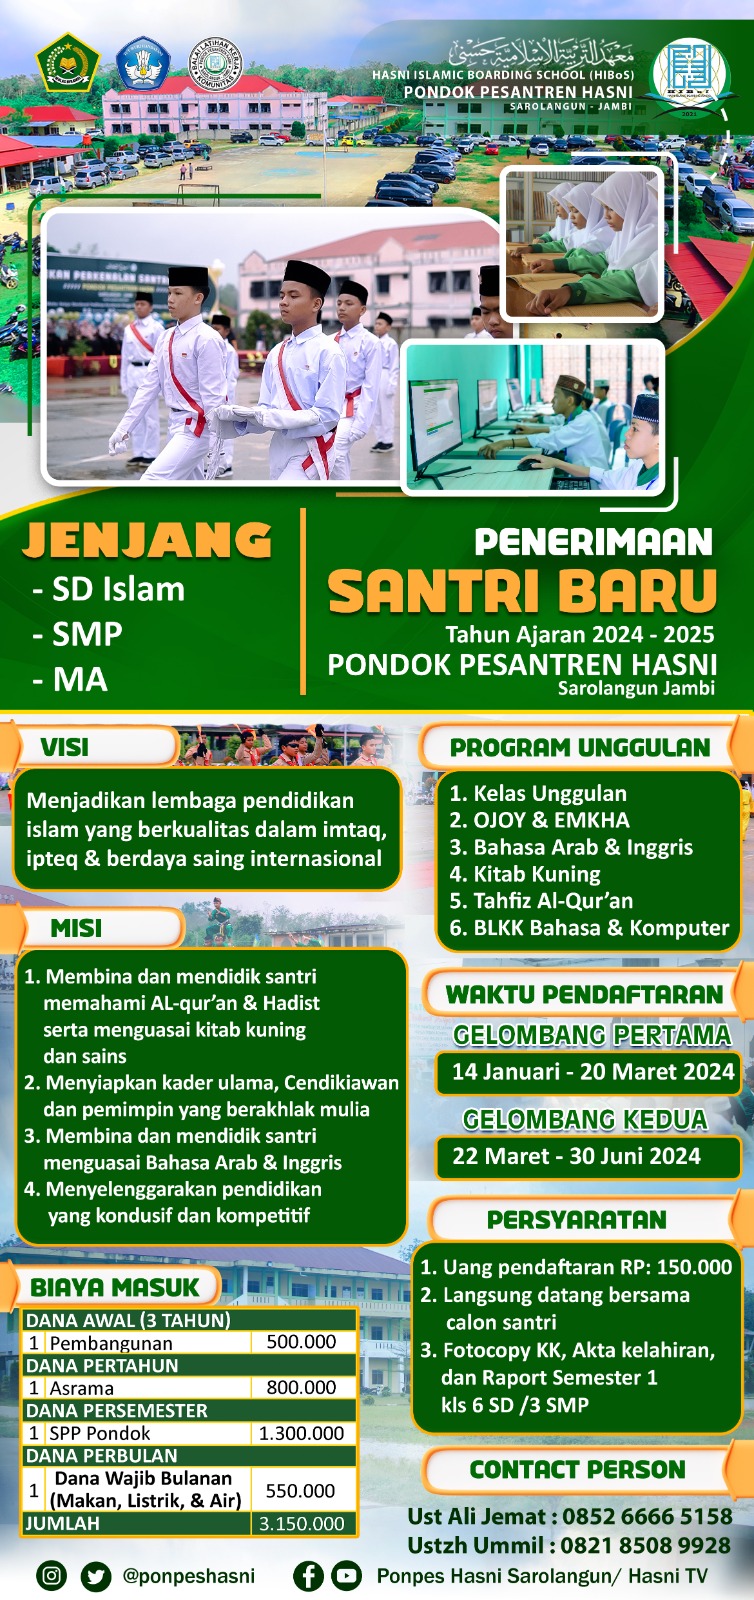 معهد التربية الإسلامية حسني
HASNI ISLAMIC BOARDING SCHOOL (HIBoS)
PONDOK PESANTREN HASNI
SAROLANGUN - JAMBI
BALAI LATIHAN KERJA
KOMUNITAS
2021
JENJANG
- SD Islam
- SMP
- MA
PENERIMAAN
SANTRI BARU
Tahun Ajaran 2024 - 2025
PONDOK PESANTREN HASNI
Sarolangun Jambi
VISI
Menjadikan lembaga pendidikan
islam yang berkualitas dalam imtaq,
ipteq & berdaya saing internasional
MISI
1. Membina dan mendidik santri
memahami AL-qur'an & Hadist
serta menguasai kitab kuning
dan sains
2. Menyiapkan kader ulama, Cendikiawan
dan pemimpin yang berakhlak mulia
3. Membina dan mendidik santri
menguasai Bahasa Arab & Inggris
4. Menyelenggarakan pendidikan
yang kondusif dan kompetitif
BIAYA MASUK
DANA AWAL (3 TAHUN)
1 Pembangunan 500.000
DANA PERTAHUN
1 Asrama 800.000
DANA PERSEMESTER
1 SPP Pondok 1.300.000
DANA PERBULAN
1 Dana Wajib Bulanan 550.000
(Makan, Listrik, & Air)
JUMLAH 3.150.000
PROGRAM UNGGULAN
1. Kelas Unggulan
2. OJOY & EMKHA
3. Bahasa Arab & Inggris
4. Kitab Kuning
5. Tahfiz Al-Qur'an
6. BLKK Bahasa & Komputer
WAKTU PENDAFTARAN
GELOMBANG PERTAMA
14 Januari - 20 Maret 2024
GELOMBANG KEDUA
22 Maret - 30 Juni 2024
PERSYARATAN
1. Uang pendaftaran RP: 150.000
2. Langsung datang bersama
calon santri
3. Fotocopy KK, Akta kelahiran,
dan Raport Semester 1
kls 6 SD /3 SMP
CONTACT PERSON
Ust Ali Jemat : 0852 6666 5158
Ustzh Ummil : 0821 8508 9928
@ponpeshasni
Ponpes Hasni Sarolangun/ Hasni TV